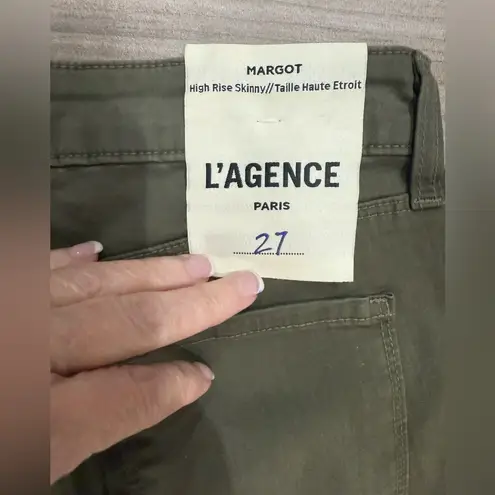 MARGOT
High Rise Skinny//Taille Haute Etroit
L'AGENCE
PARIS
27